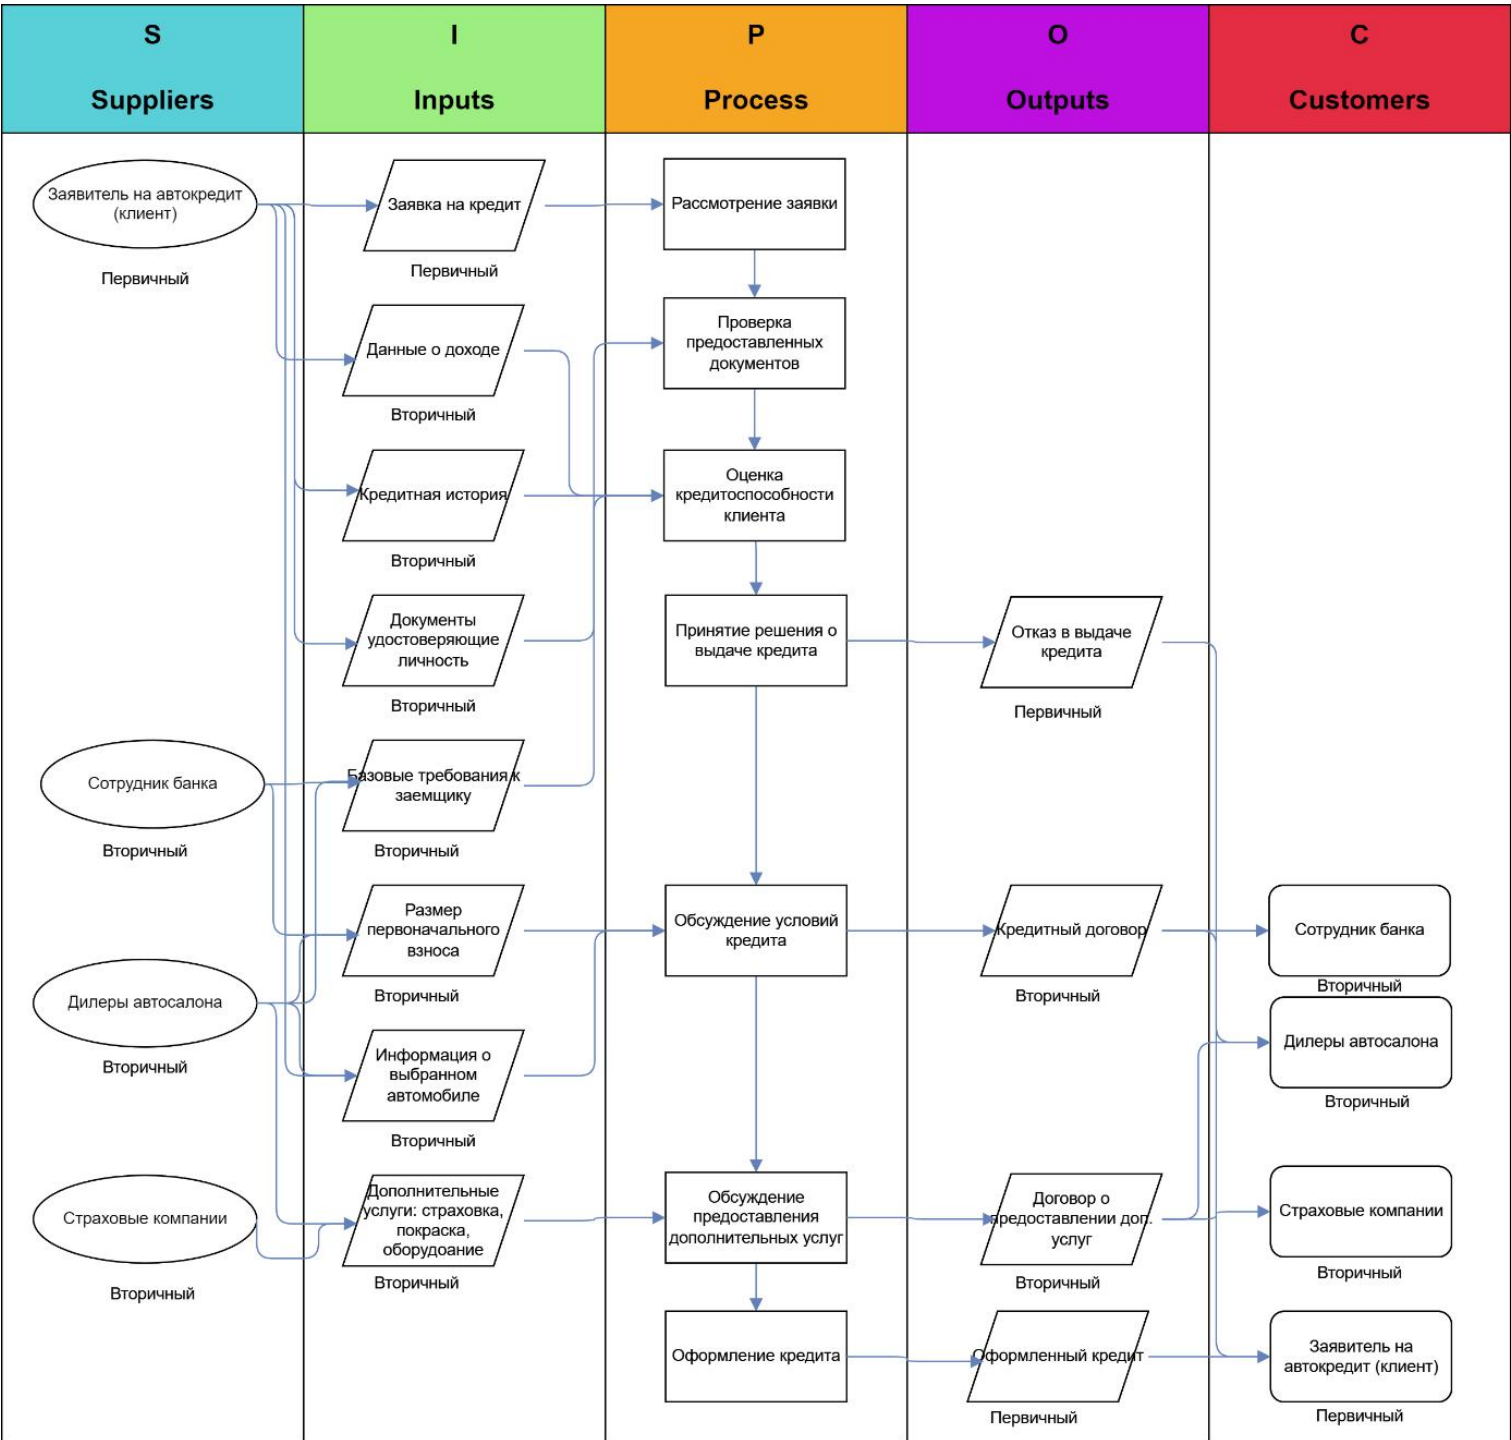 S
Suppliers
I
Inputs
P
Process
O
Outputs
C
Customers
Заявитель на автокредит
(клиент)
Первичный
Сотрудник банка
Вторичный
Дилеры автосалона
Вторичный
Страховые компании
Вторичный
Заявка на кредит
Первичный
Данные о доходе
Вторичный
Кредитная история
Вторичный
Документы
удостоверяющие
личность
Вторичный
Базовые требования к
заемщику
Вторичный
Размер
первоначального
взноса
Вторичный
Информация о
выбранном
автомобиле
Вторичный
Дополнительные
услуги: страховка,
покраска,
оборудоание
Вторичный
Рассмотрение заявки
Проверка
предоставленных
документов
Оценка
кредитоспособности
клиента
Принятие решения о
выдаче кредита
Обсуждение условий
кредита
Обсуждение
предоставления
дополнительных услуг
Оформление кредита
Отказ в выдаче
кредита
Первичный
Кредитный договор
Вторичный
Договор о
предоставлении доп.
услуг
Вторичный
Оформленный кредит
Первичный
Сотрудник банка
Вторичный
Дилеры автосалона
Вторичный
Страховые компании
Вторичный
Заявитель на
автокредит (клиент)
Первичный